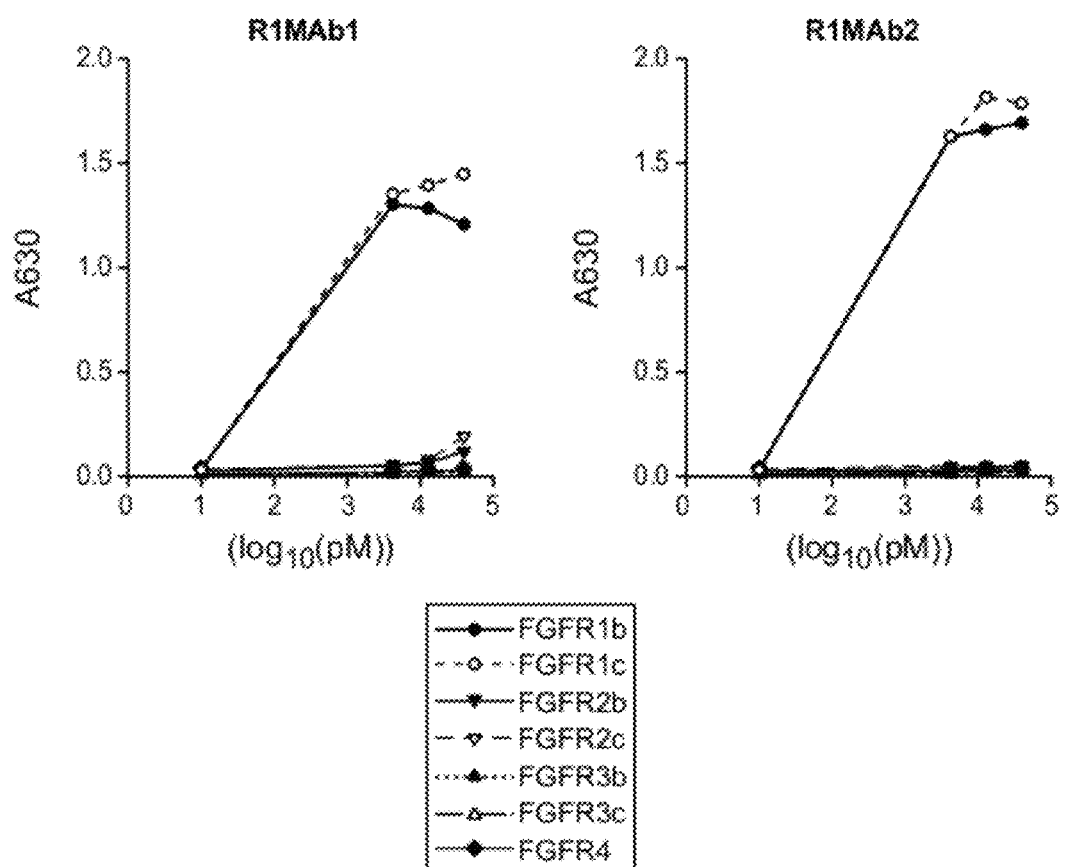 R1MAb1
R1MAb2
2.0
1.5
1.0
0.5
0.0
A630
0 1 2 3 4 5
(log10(pM))
2.0
1.5
1.0
0.5
0.0
A630
0 1 2 3 4 5
(log10(pM))
FGFR1b
FGFR1c
FGFR2b
FGFR2c
FGFR3b
FGFR3c
FGFR4